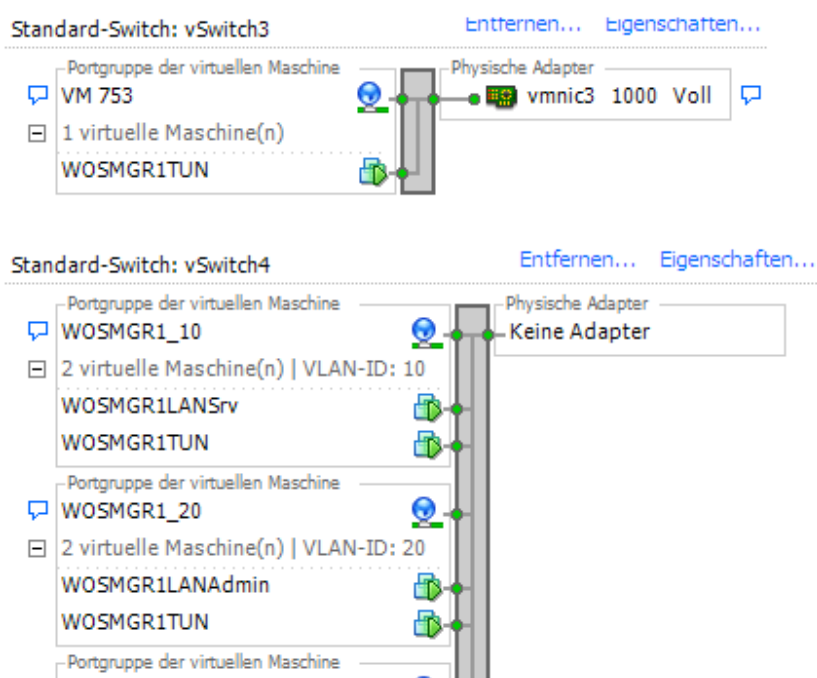 Standard-Switch: vSwitch3 Entfernen... Eigenschaften...
Portgruppe der virtuellen Maschine Physische Adapter
VM 753 vmnic3 1000 Voll
1 virtuelle Maschine(n)
WOSMGR1TUN
Standard-Switch: vSwitch4 Entfernen... Eigenschaften...
Portgruppe der virtuellen Maschine Physische Adapter
WOSMGR1_10 Keine Adapter
2 virtuelle Maschine(n) | VLAN-ID: 10
WOSMGR1LANSrv
WOSMGR1TUN
Portgruppe der virtuellen Maschine
WOSMGR1_20
2 virtuelle Maschine(n) | VLAN-ID: 20
WOSMGR1LANAdmin
WOSMGR1TUN
Portgruppe der virtuellen Maschine